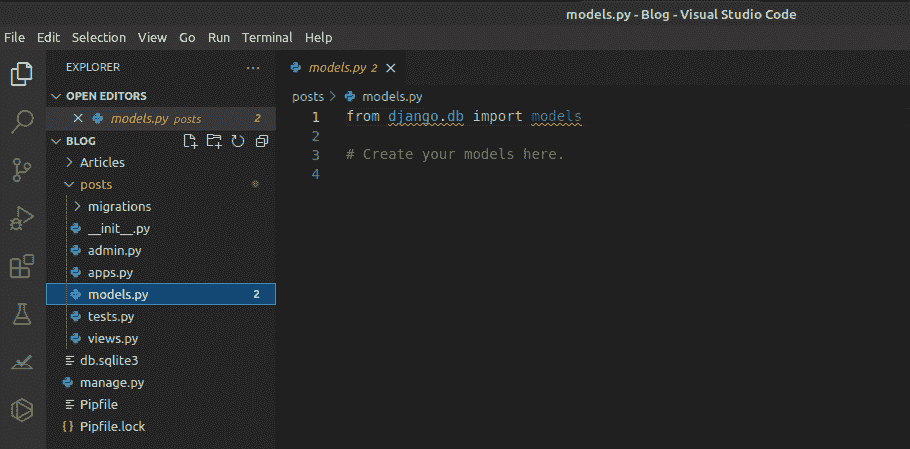 models.py - Blog - Visual Studio Code
File Edit Selection View Go Run Terminal Help
EXPLORER
OPEN EDITORS
models.py posts 2
BLOG
Articles
posts
migrations
__init__.py
admin.py
apps.py
models.py 2
tests.py
views.py
db.sqlite3
manage.py
Pipfile
{} Pipfile.lock
models.py 2
posts > models.py
1 from django.db import models
2
3 # Create your models here.
4